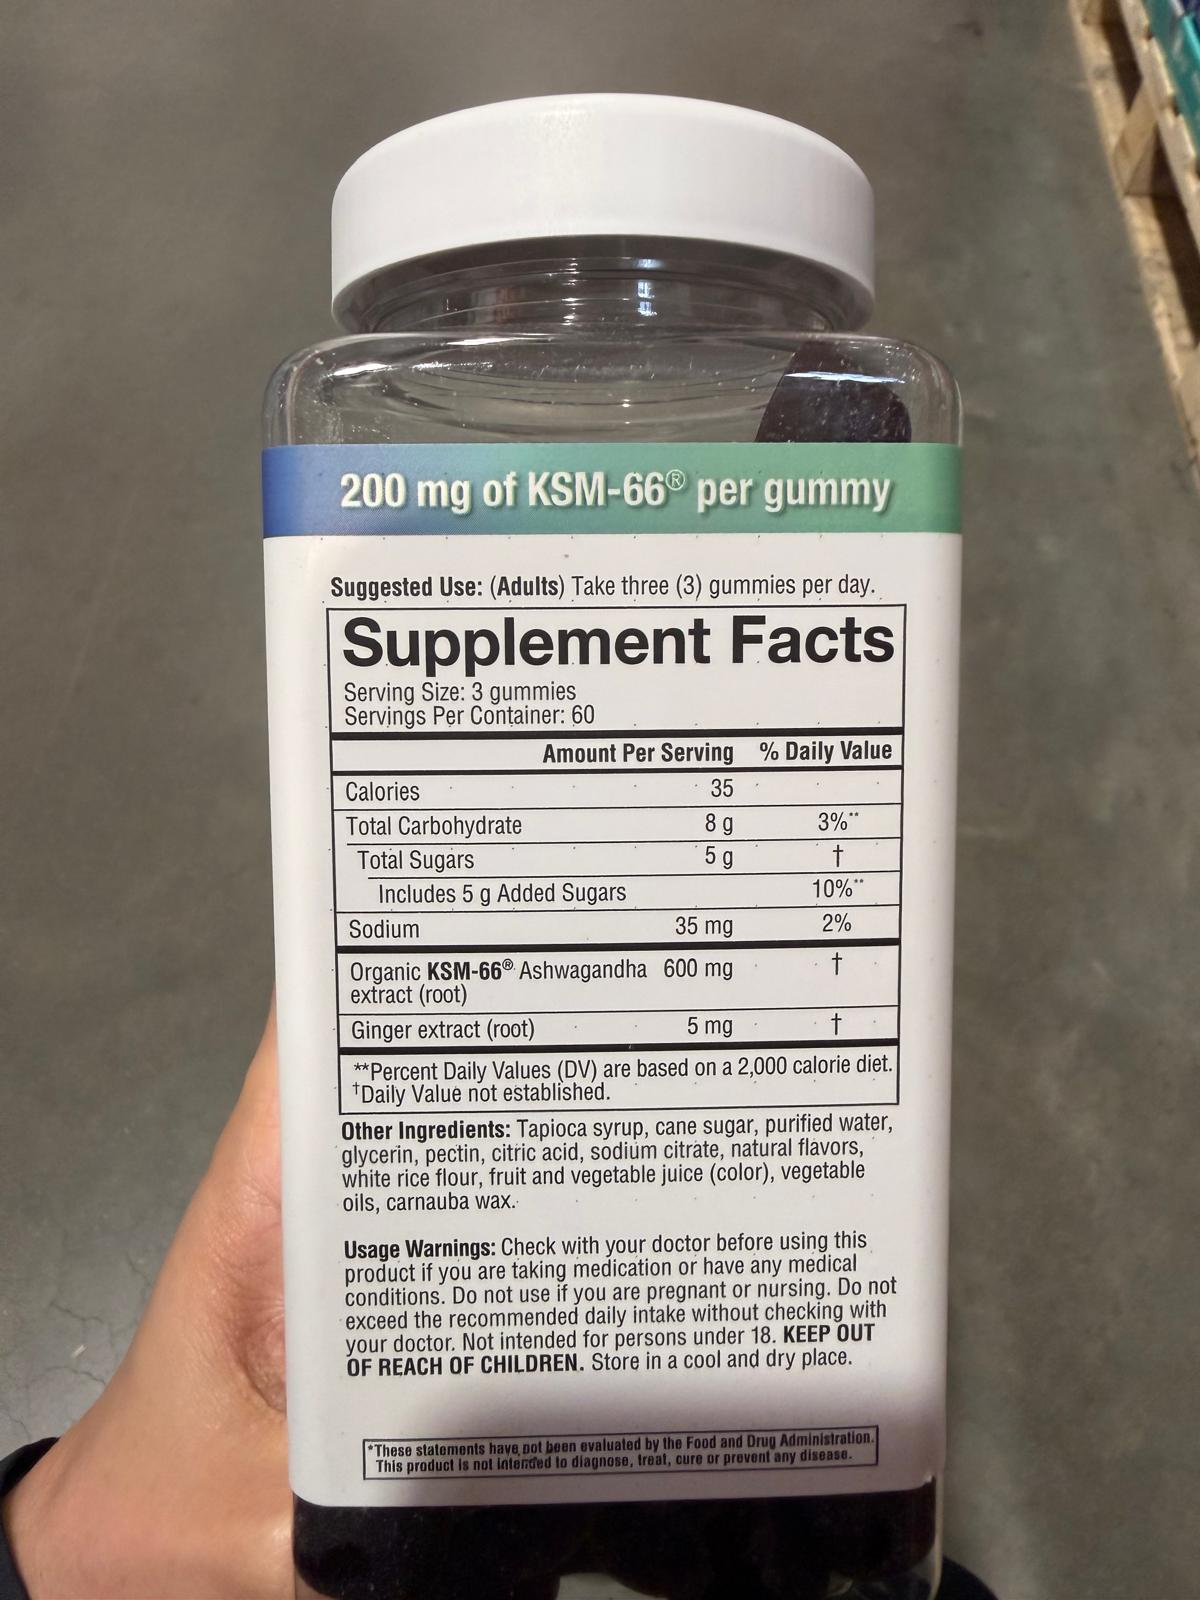 200 mg of KSM-66® per gummy
Suggested Use: (Adults) Take three (3) gummies per day.
Supplement Facts
Serving Size: 3 gummies
Servings Per Container: 60
Amount Per Serving % Daily Value
Calories 35
Total Carbohydrate 8 g 3%**
Total Sugars 5 g †
Includes 5 g Added Sugars 10%**
Sodium 35 mg 2%
Organic KSM-66® Ashwagandha 600 mg †
extract (root)
Ginger extract (root) 5 mg †
**Percent Daily Values (DV) are based on a 2,000 calorie diet.
†Daily Value not established.
Other Ingredients: Tapioca syrup, cane sugar, purified water,
glycerin, pectin, citric acid, sodium citrate, natural flavors,
white rice flour, fruit and vegetable juice (color), vegetable
oils, carnauba wax.
Usage Warnings: Check with your doctor before using this
product if you are taking medication or have any medical
conditions. Do not use if you are pregnant or nursing. Do not
exceed the recommended daily intake without checking with
your doctor. Not intended for persons under 18. KEEP OUT
OF REACH OF CHILDREN. Store in a cool and dry place.
*These statements have not been evaluated by the Food and Drug Administration.
This product is not intended to diagnose, treat, cure or prevent any disease.